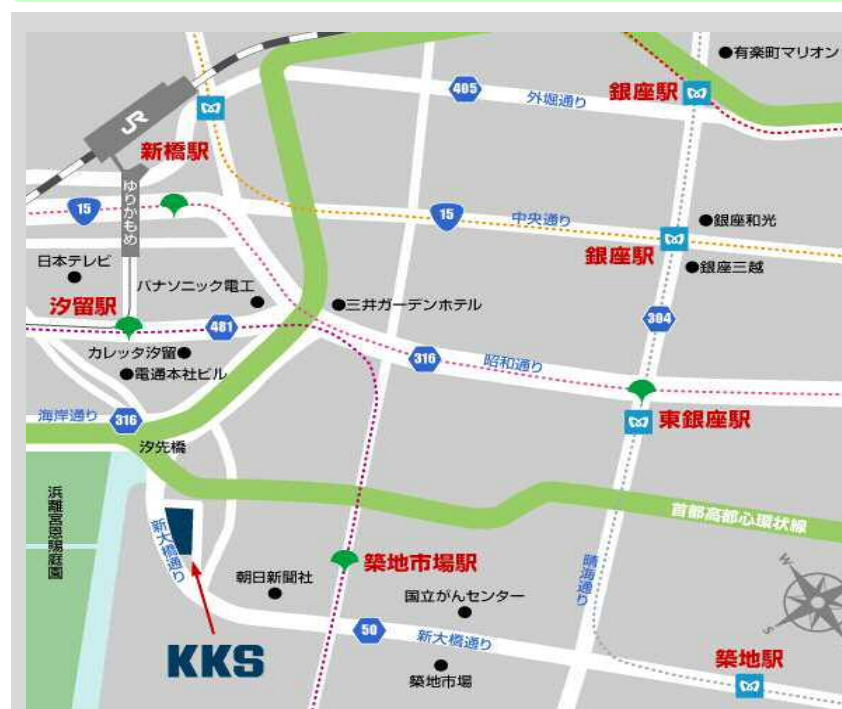 有楽町マリオン
銀座駅
405
外堀通り
JR
新橋駅
ゆりかもめ
15
15
中央通り
銀座和光
銀座駅
銀座三越
日本テレビ
パナソニック電工
汐留駅
三井ガーデンホテル
481
304
カレッタ汐留
316
昭和通り
電通本社ビル
海岸通り
316
東銀座駅
汐先橋
浜離宮恩賜庭園
首都高都心環状線
新大橋通り
築地市場駅
晴海通り
W
N
朝日新聞社
国立がんセンター
S
50
新大橋通り
KKS
築地市場
築地駅